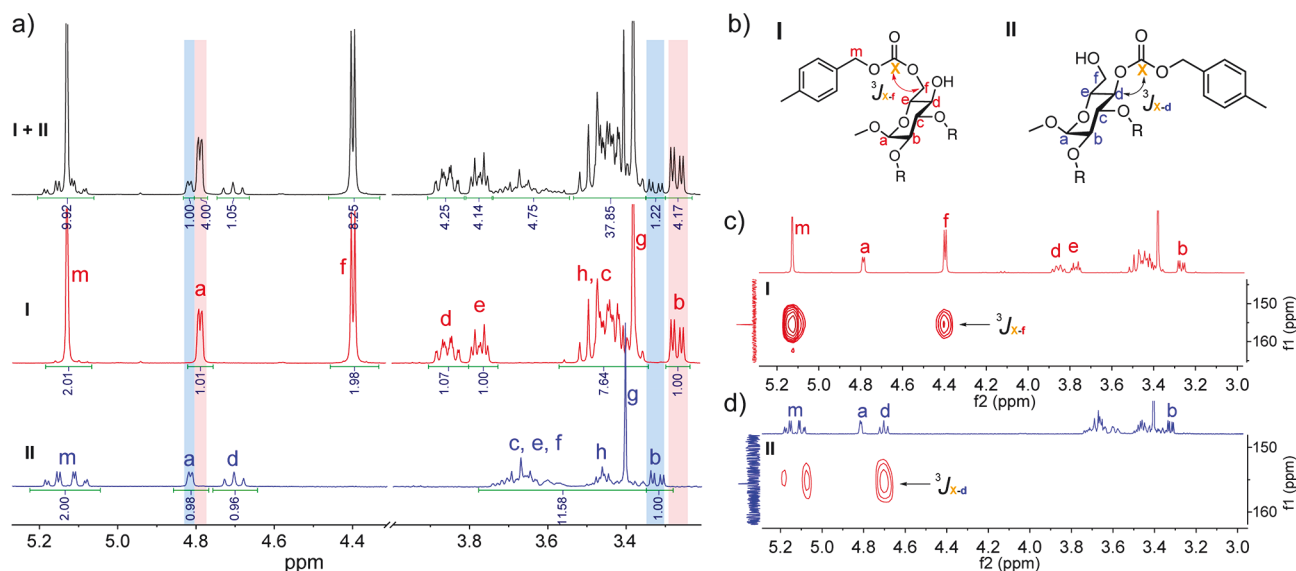 a)
I + II
9.92
1.00
4.00
1.05
8.25
4.25
4.14
4.75
37.85
1.22
4.17
I
m
a
f
d
e
h, c
g
b
2.01
1.01
1.98
1.07
1.00
7.64
1.00
II
m
a
d
c, e, f
h
g
b
2.00
0.98
0.96
11.58
1.00
5.2
4.8
4.4
3.8
3.6
3.4
ppm
b)
I
m
O
O
X
O
OH
f
3JX-f
e
d
O
c
O
R
O
a
b
O
R
II
HO
O
O
X
O
f
e
d
3JX-d
O
c
O
R
O
a
b
O
R
c)
m
a
f
d
e
b
I
3JX-f
150
160
f1 (ppm)
5.2 5.0 4.8 4.6 4.4 4.2 4.0 3.8 3.6 3.4 3.2 3.0
f2 (ppm)
d)
m
a
d
b
II
3JX-d
150
160
f1 (ppm)
5.2 5.0 4.8 4.6 4.4 4.2 4.0 3.8 3.6 3.4 3.2 3.0
f2 (ppm)